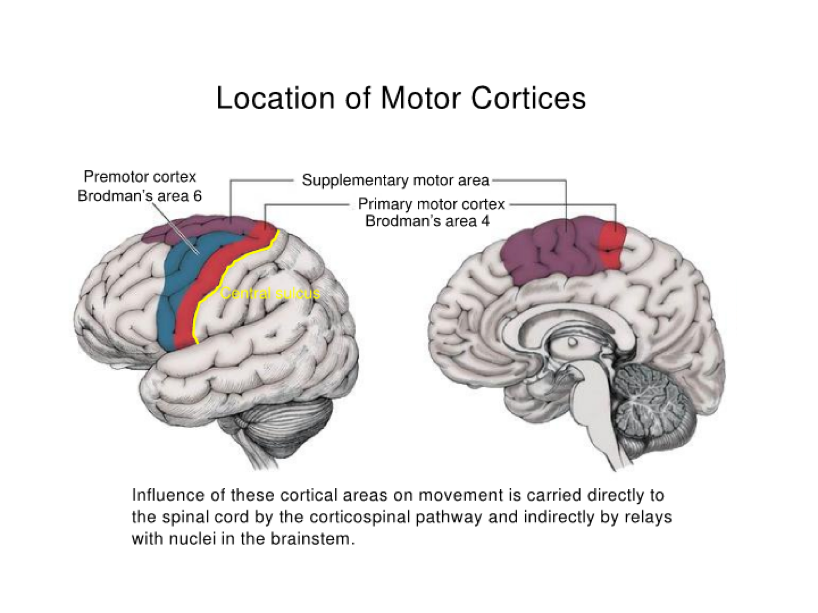 Location of Motor Cortices
Premotor cortex
Brodman's area 6
Supplementary motor area
Primary motor cortex
Brodman's area 4
Central sulcus
Influence of these cortical areas on movement is carried directly to
the spinal cord by the corticospinal pathway and indirectly by relays
with nuclei in the brainstem.